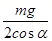 mg
2cos α